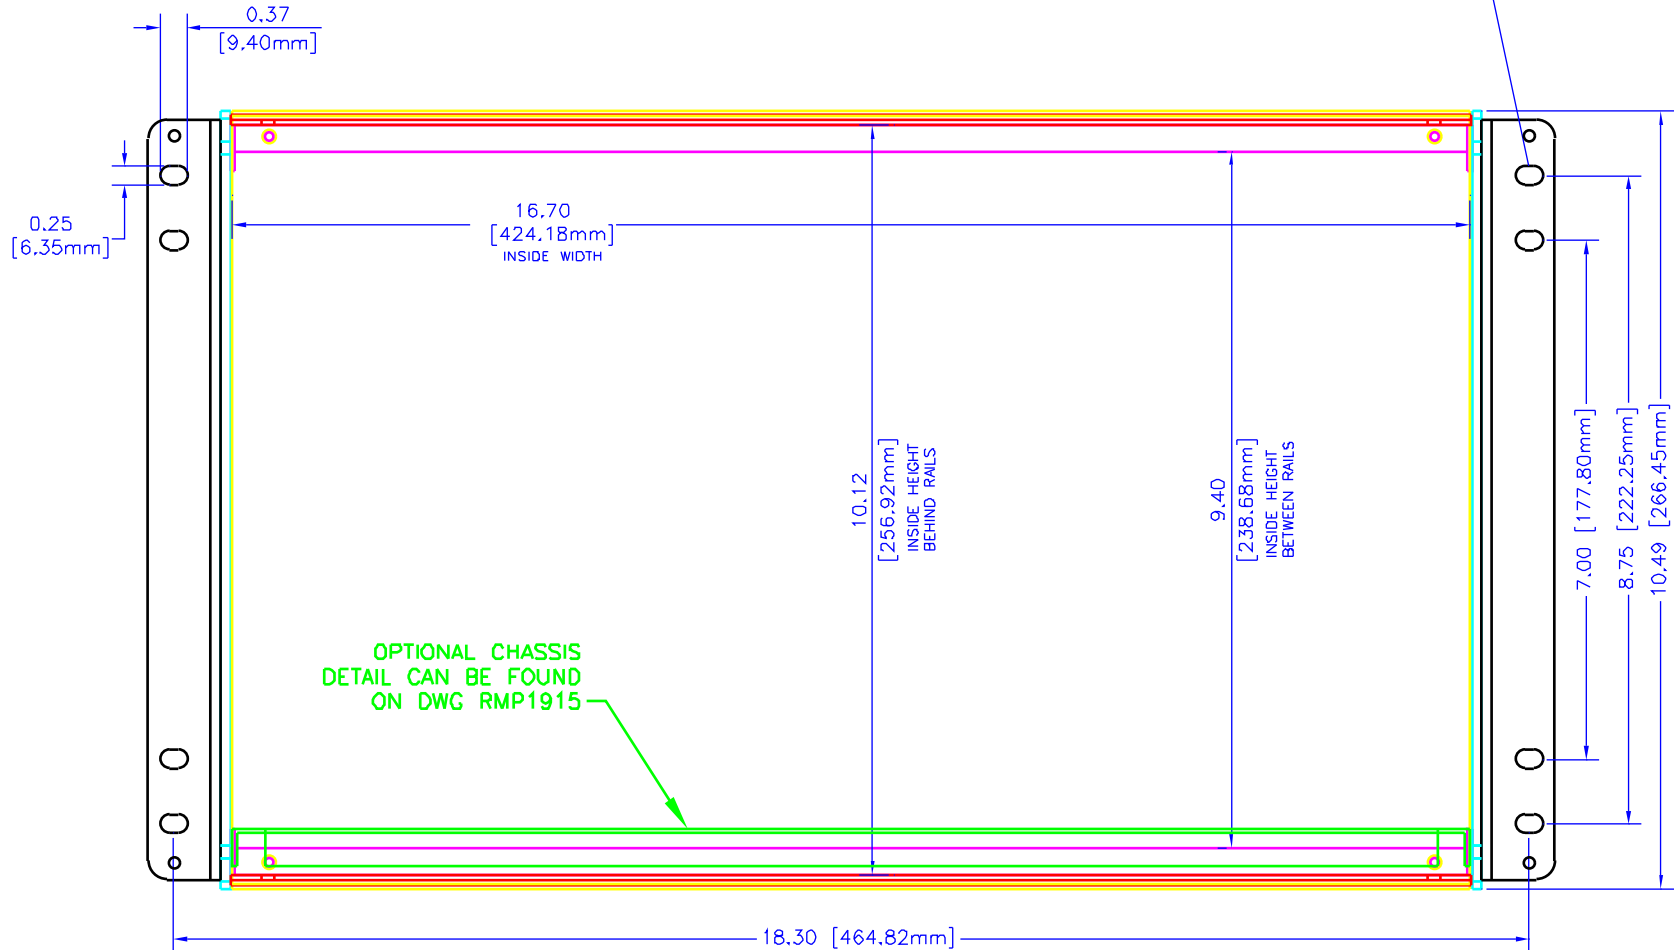 0.37
[9.40mm]
0.25
[6.35mm]
16.70
[424.18mm]
INSIDE WIDTH
10.12
[256.92mm]
INSIDE HEIGHT
BEHIND RAILS
9.40
[238.68mm]
INSIDE HEIGHT
BETWEEN RAILS
7.00 [177.80mm]
8.75 [222.25mm]
10.49 [266.45mm]
OPTIONAL CHASSIS
DETAIL CAN BE FOUND
ON DWG RMP1915
18.30 [464.82mm]